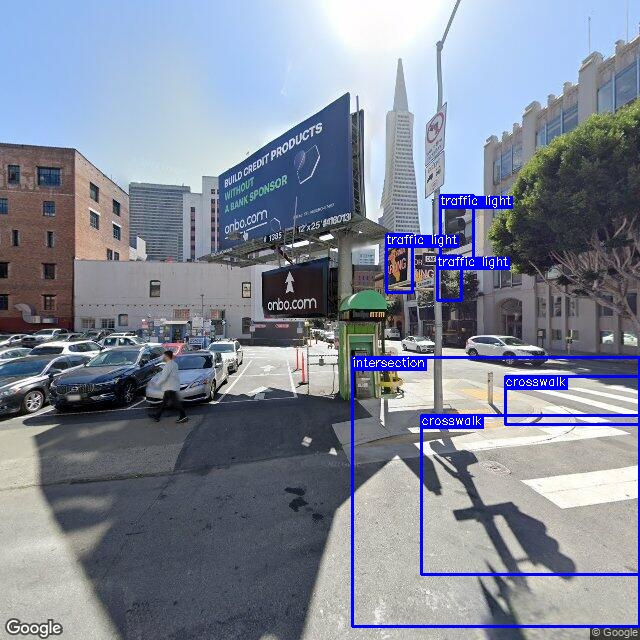 BUILD CREDIT PRODUCTS
WITHOUT
A BANK SPONSOR
onbo.com
1385
12'x25'
onbo.com
ATM
traffic light
traffic light
traffic light
intersection
crosswalk
crosswalk
Google
© Google